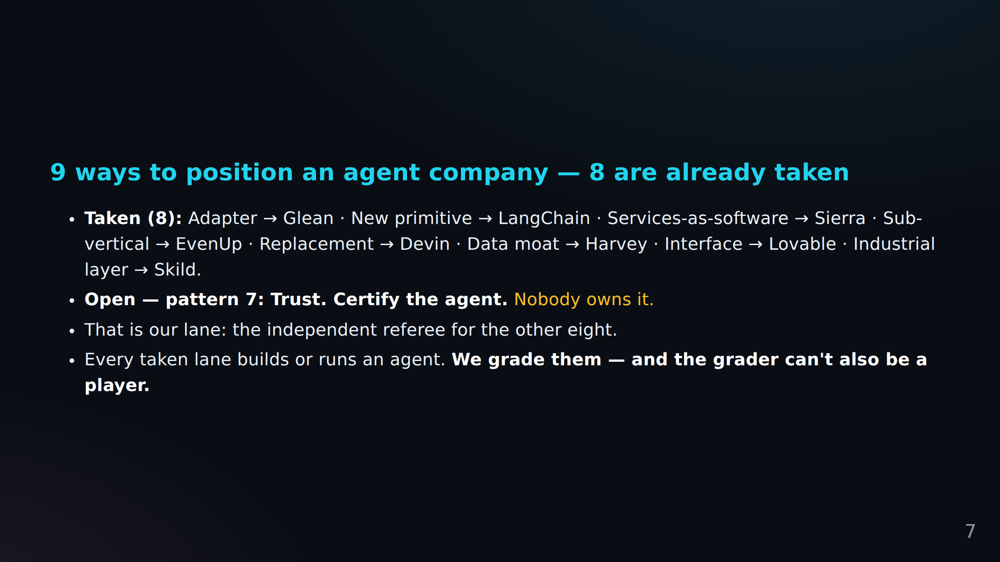 9 ways to position an agent company — 8 are already taken
• Taken (8): Adapter → Glean · New primitive → LangChain · Services-as-software → Sierra · Sub-
vertical → EvenUp · Replacement → Devin · Data moat → Harvey · Interface → Lovable · Industrial
layer → Skild.
• Open — pattern 7: Trust. Certify the agent. Nobody owns it.
• That is our lane: the independent referee for the other eight.
• Every taken lane builds or runs an agent. We grade them — and the grader can't also be a
player.
7